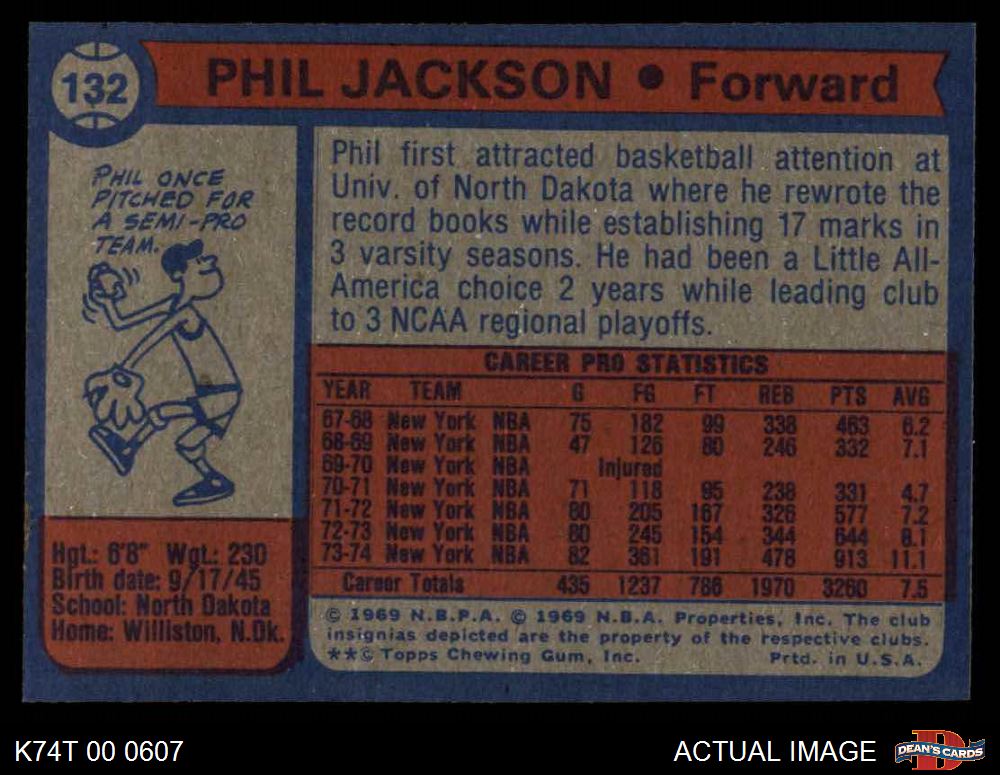 132
PHIL JACKSON • Forward
PHIL ONCE
PITCHED FOR
A SEMI-PRO
TEAM.
Phil first attracted basketball attention at
Univ. of North Dakota where he rewrote the
record books while establishing 17 marks in
3 varsity seasons. He had been a Little All-
America choice 2 years while leading club
to 3 NCAA regional playoffs.
CAREER PRO STATISTICS
YEAR TEAM G FG FT REB PTS AVG
67-68 New York NBA 75 182 99 338 463 6.2
68-69 New York NBA 47 126 80 246 332 7.1
69-70 New York NBA Injured
70-71 New York NBA 71 118 95 238 331 4.7
71-72 New York NBA 80 205 167 326 577 7.2
72-73 New York NBA 80 245 154 344 644 8.1
73-74 New York NBA 82 361 191 478 913 11.1
Career Totals 435 1237 786 1970 3260 7.5
Hgt.: 6'8" Wgt.: 230
Birth date: 9/17/45
School: North Dakota
Home: Williston, N.Dk.
© 1969 N.B.P.A. © 1969 N.B.A. Properties, Inc. The club
insignias depicted are the property of the respective clubs.
**© Topps Chewing Gum, Inc. Prtd. in U.S.A.
K74T 00 0607
ACTUAL IMAGE
DEAN'S CARDS